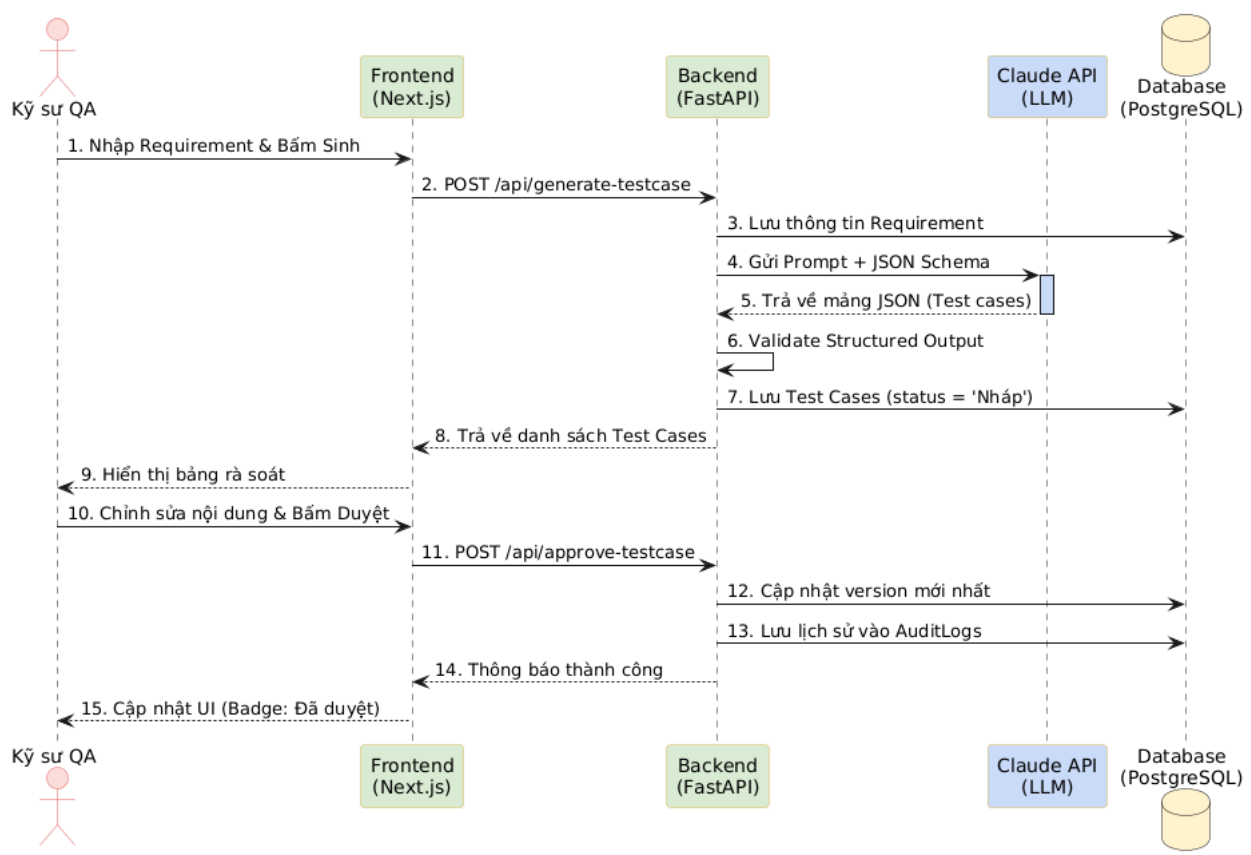 Kỹ sư QA
Frontend
(Next.js)
Backend
(FastAPI)
Claude API
(LLM)
Database
(PostgreSQL)
1. Nhập Requirement & Bấm Sinh
2. POST /api/generate-testcase
3. Lưu thông tin Requirement
4. Gửi Prompt + JSON Schema
5. Trả về mảng JSON (Test cases)
6. Validate Structured Output
7. Lưu Test Cases (status = 'Nháp')
8. Trả về danh sách Test Cases
9. Hiển thị bảng rà soát
10. Chỉnh sửa nội dung & Bấm Duyệt
11. POST /api/approve-testcase
12. Cập nhật version mới nhất
13. Lưu lịch sử vào AuditLogs
14. Thông báo thành công
15. Cập nhật UI (Badge: Đã duyệt)
Kỹ sư QA
Frontend
(Next.js)
Backend
(FastAPI)
Claude API
(LLM)
Database
(PostgreSQL)